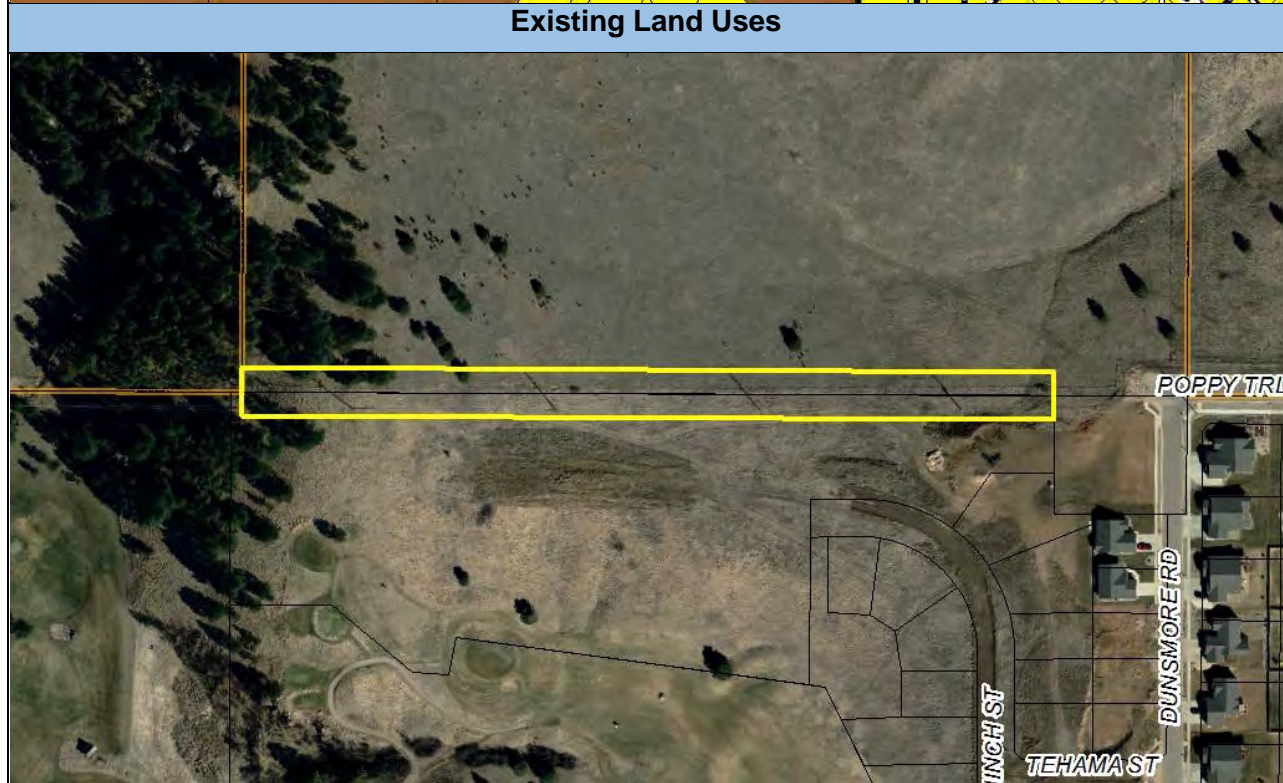 Existing Land Uses
POPPY TRL
DUNSMORE RD
INCH ST
TEHAMA ST